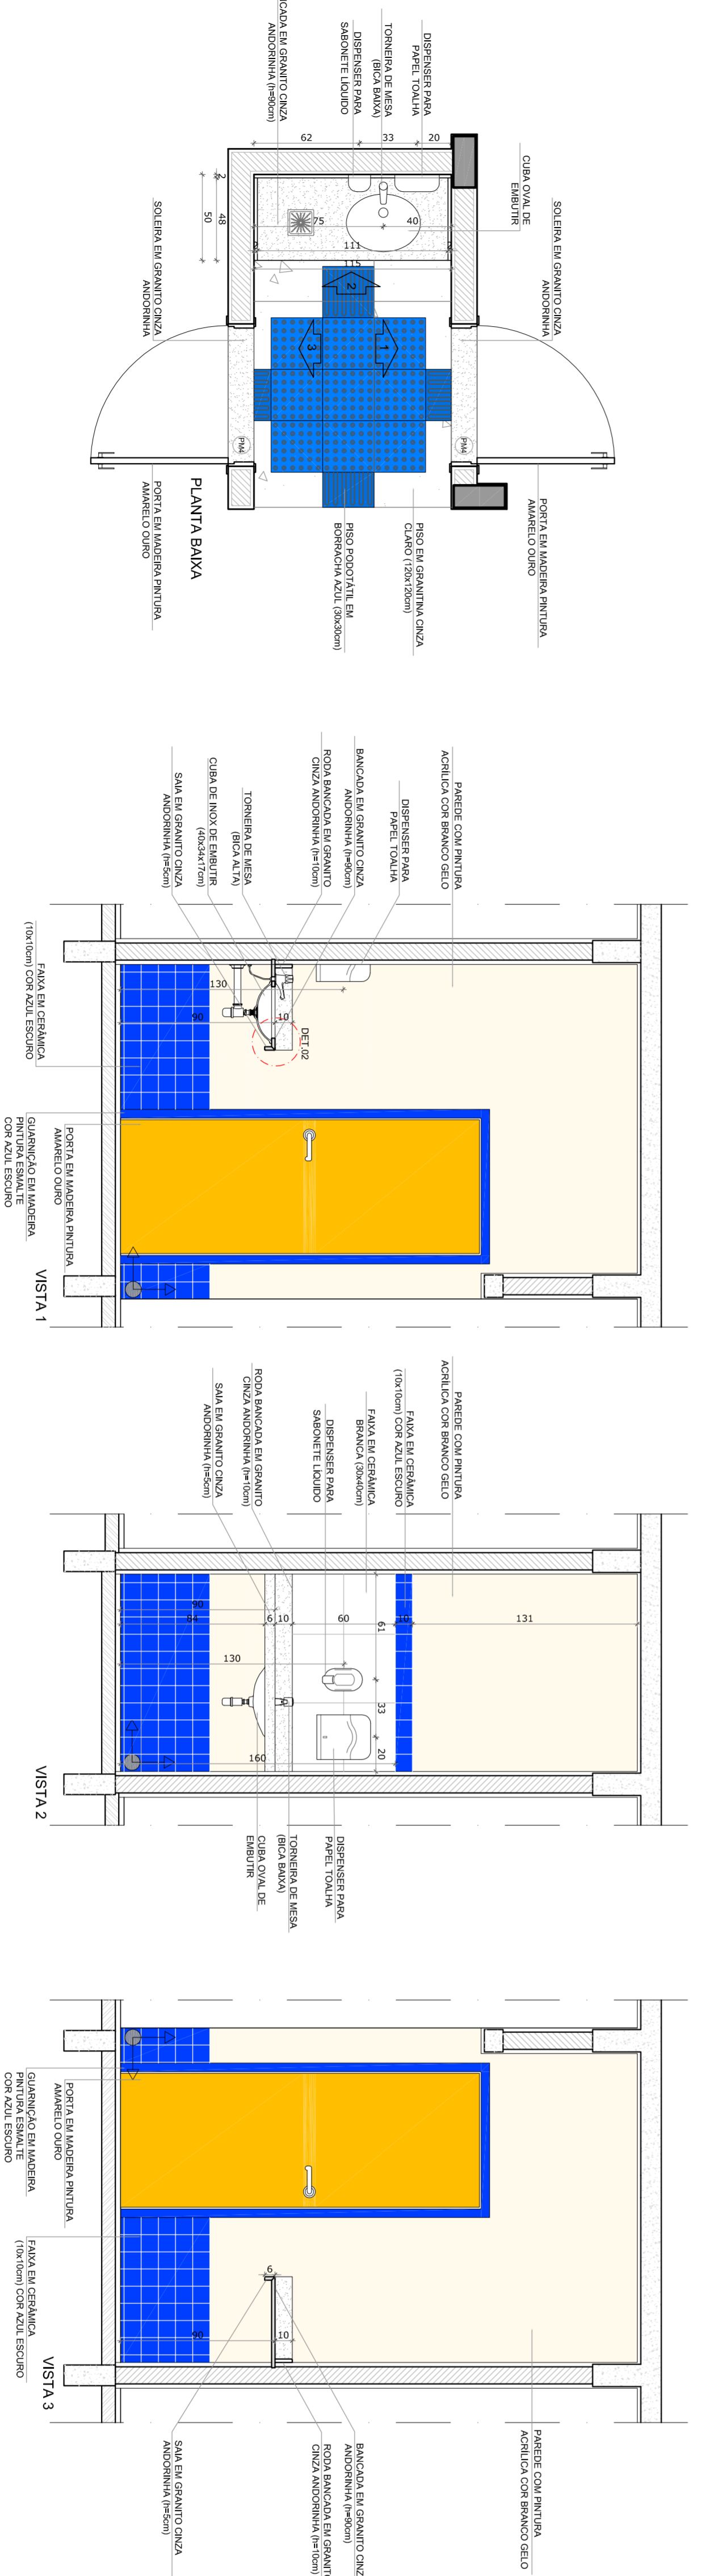 CUBA OVAL DE
EMBUTIR
SOLEIRA EM GRANITO CINZA
ANDORINHA
DISPENSER PARA
PAPEL TOALHA
TORNEIRA DE MESA
(BICA BAIXA)
DISPENSER PARA
SABONETE LÍQUIDO
CADA EM GRANITO CINZA
ANDORINHA (h=90cm)
SOLEIRA EM GRANITO CINZA
ANDORINHA
20
33
62
2
48
50
75
40
111
115
2
1
3
PM4
PM4
PORTA EM MADEIRA PINTURA
AMARELO OURO
PISO EM GRANITINA CINZA
CLARO (120x120cm)
PISO PODOTÁTIL EM
BORRACHA AZUL (30x30cm)
PORTA EM MADEIRA PINTURA
AMARELO OURO
PLANTA BAIXA
PAREDE COM PINTURA
ACRÍLICA COR BRANCO GELO
DISPENSER PARA
PAPEL TOALHA
BANCADA EM GRANITO CINZA
ANDORINHA (h=90cm)
RODA BANCADA EM GRANITO
CINZA ANDORINHA (h=10cm)
TORNEIRA DE MESA
(BICA ALTA)
CUBA DE INOX DE EMBUTIR
(40x34x17cm)
SAIA EM GRANITO CINZA
ANDORINHA (h=5cm)
130
90
10
DET.02
FAIXA EM CERÂMICA
(10x10cm) COR AZUL ESCURO
PORTA EM MADEIRA PINTURA
AMARELO OURO
GUARNIÇÃO EM MADEIRA
PINTURA ESMALTE
COR AZUL ESCURO
VISTA 1
PAREDE COM PINTURA
ACRÍLICA COR BRANCO GELO
FAIXA EM CERÂMICA
(10x10cm) COR AZUL ESCURO
FAIXA EM CERÂMICA
BRANCA (30x40cm)
DISPENSER PARA
SABONETE LÍQUIDO
RODA BANCADA EM GRANITO
CINZA ANDORINHA (h=10cm)
SAIA EM GRANITO CINZA
ANDORINHA (h=5cm)
90
84
6
10
60
10
131
61
33
20
130
160
DISPENSER PARA
PAPEL TOALHA
TORNEIRA DE MESA
(BICA BAIXA)
CUBA OVAL DE
EMBUTIR
VISTA 2
PORTA EM MADEIRA PINTURA
AMARELO OURO
GUARNIÇÃO EM MADEIRA
PINTURA ESMALTE
COR AZUL ESCURO
6
90
10
FAIXA EM CERÂMICA
(10x10cm) COR AZUL ESCURO
VISTA 3
PAREDE COM PINTURA
ACRÍLICA COR BRANCO GELO
BANCADA EM GRANITO CINZ
ANDORINHA (h=90cm)
RODA BANCADA EM GRANIT
CINZA ANDORINHA (h=10cm)
SAIA EM GRANITO CINZA
ANDORINHA (h=5cm)